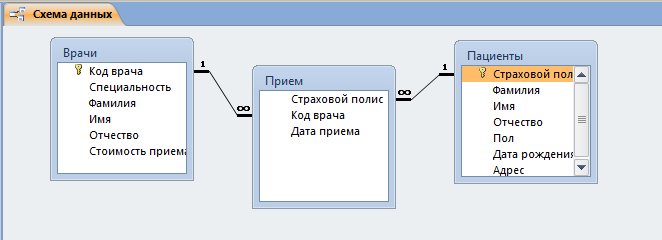 Схема данных
Врачи
Код врача
Специальность
Фамилия
Имя
Отчество
Стоимость приема
1
∞
Прием
Страховой полис
Код врача
Дата приема
∞
1
Пациенты
Страховой пол
Фамилия
Имя
Отчество
Пол
Дата рождения
Адрес